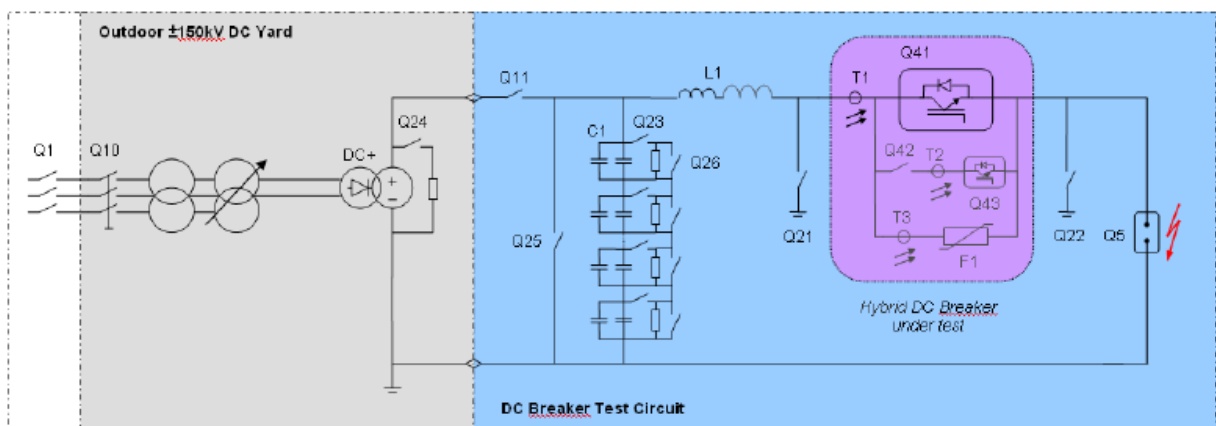 Outdoor ±150kV DC Yard
Q1
Q10
DC+
+
−
Q24
Q11
Q25
C1
Q23
Q26
L1
Q21
T1
Q41
Q42
T2
Q43
T3
F1
Q22
Q5
Hybrid DC Breaker
under test
DC Breaker Test Circuit